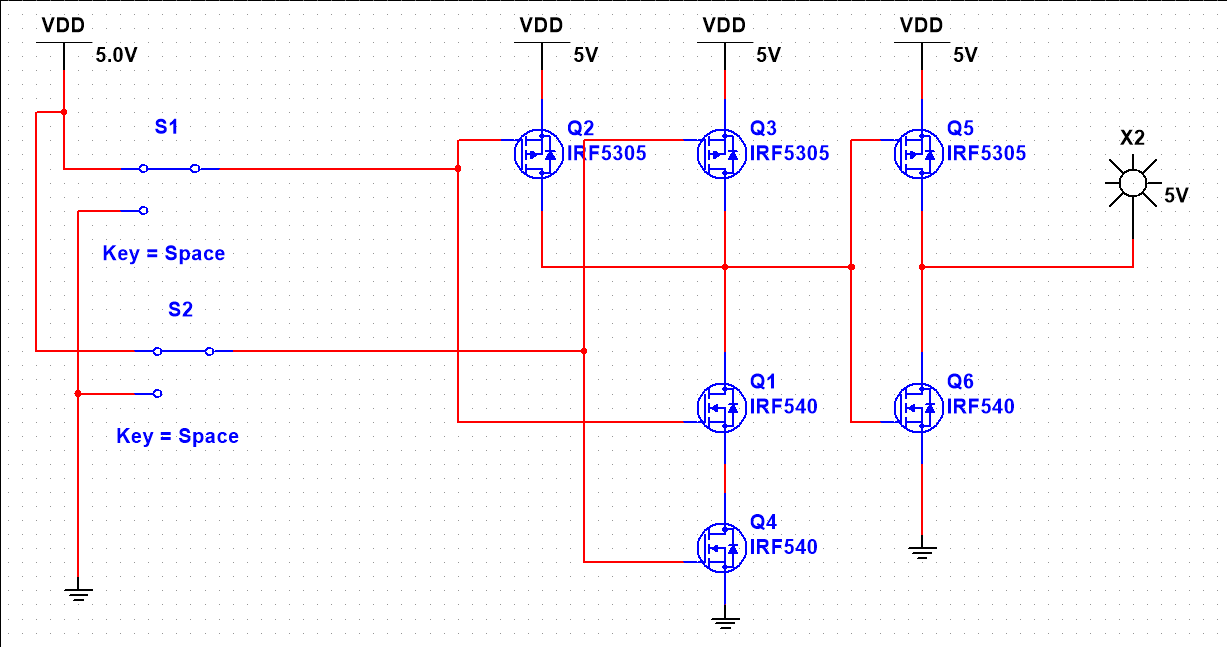 VDD
5.0V
S1
Key = Space
S2
Key = Space
VDD
5V
Q2
IRF5305
VDD
5V
Q3
IRF5305
VDD
5V
Q5
IRF5305
X2
5V
Q1
IRF540
Q6
IRF540
Q4
IRF540